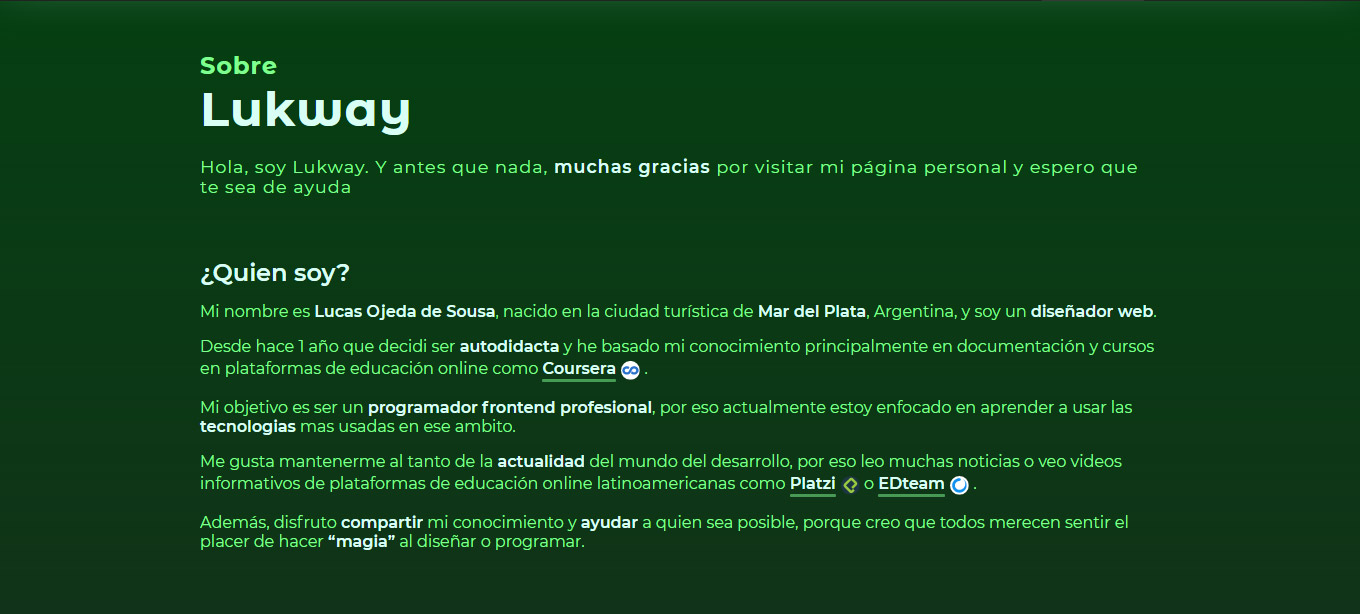 Sobre
Lukway
Hola, soy Lukway. Y antes que nada, muchas gracias por visitar mi página personal y espero que
te sea de ayuda
¿Quien soy?
Mi nombre es Lucas Ojeda de Sousa, nacido en la ciudad turística de Mar del Plata, Argentina, y soy un diseñador web.
Desde hace 1 año que decidi ser autodidacta y he basado mi conocimiento principalmente en documentación y cursos
en plataformas de educación online como Coursera .
Mi objetivo es ser un programador frontend profesional, por eso actualmente estoy enfocado en aprender a usar las
tecnologias mas usadas en ese ambito.
Me gusta mantenerme al tanto de la actualidad del mundo del desarrollo, por eso leo muchas noticias o veo videos
informativos de plataformas de educación online latinoamericanas como Platzi o EDteam .
Además, disfruto compartir mi conocimiento y ayudar a quien sea posible, porque creo que todos merecen sentir el
placer de hacer “magia” al diseñar o programar.